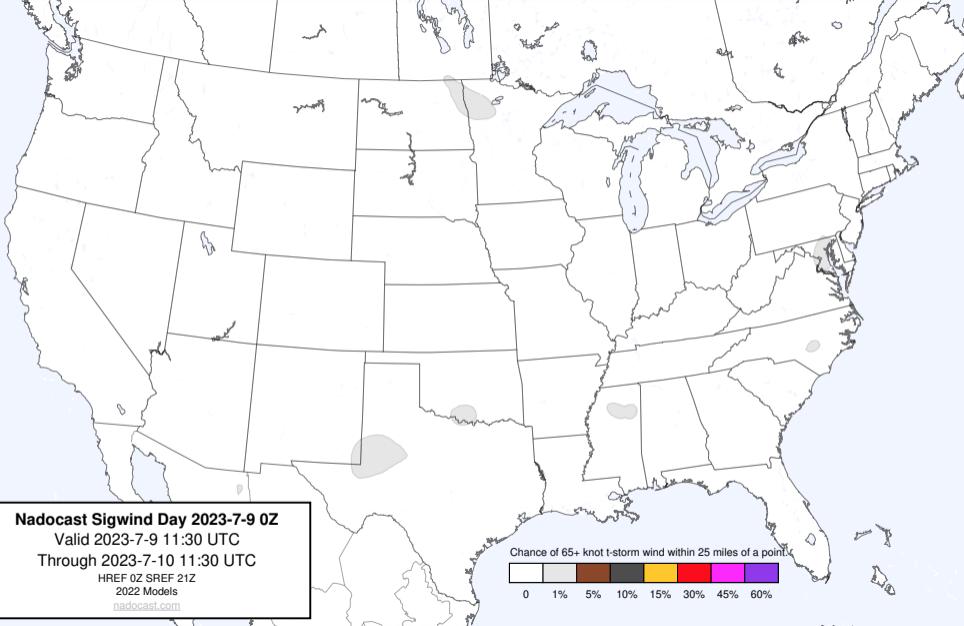 Nadocast Sigwind Day 2023-7-9 0Z
Valid 2023-7-9 11:30 UTC
Through 2023-7-10 11:30 UTC
HREF 0Z SREF 21Z
2022 Models
nadocast.com
Chance of 65+ knot t-storm wind within 25 miles of a point.
0 1% 5% 10% 15% 30% 45% 60%